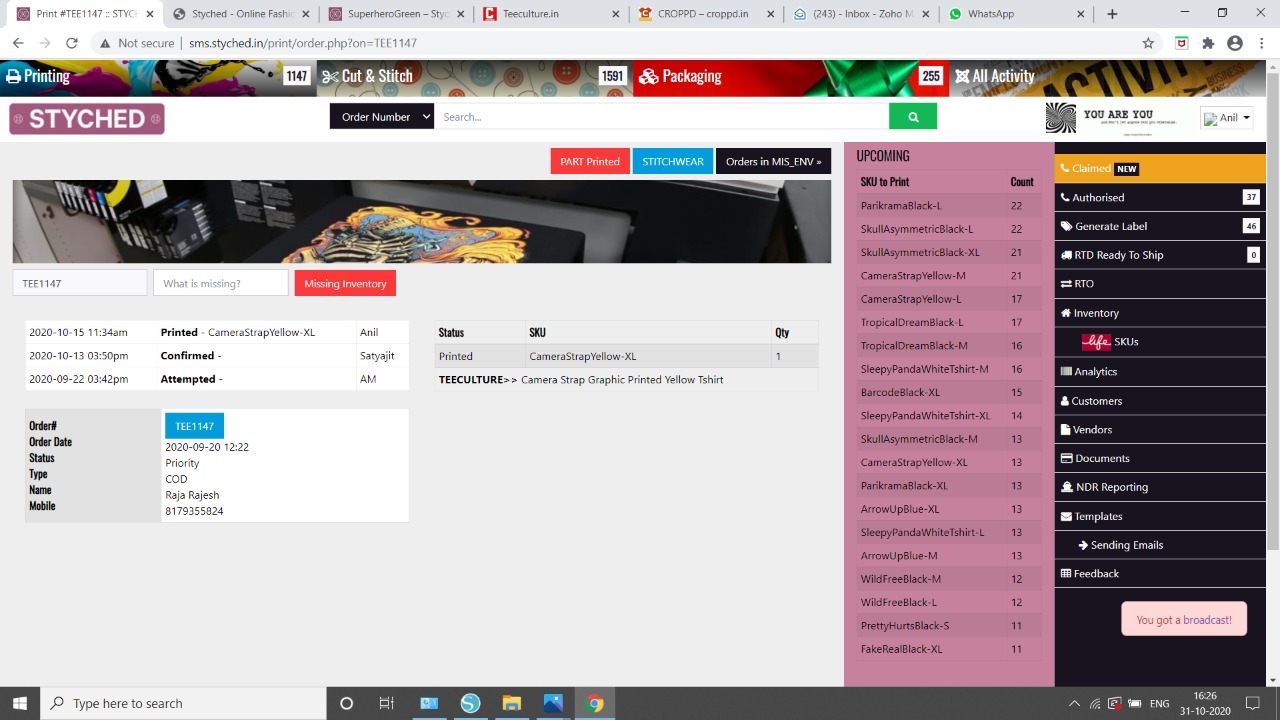 Print #TEE1147 :: STYCHED
Styched - Online Fashi
SuperheroGreen – Styc
Teeculture.in
CROPPD – croppd.in
(243) - Inbox - Zoho M
WhatsApp
Not secure | sms.styched.in/print/order.php?on=TEE1147
Printing 1147
Cut & Stitch 1591
Packaging 255
All Activity
STYCHED
Order Number
Search...
YOU ARE YOU
Anil
PART Printed
STITCHWEAR
Orders in MIS_ENV »
TEE1147
What is missing?
Missing Inventory
2020-10-15 11:34am Printed - CameraStrapYellow-XL Anil
2020-10-13 03:50pm Confirmed - Satyajit
2020-09-22 03:42pm Attempted - AM
Status SKU Qty
Printed CameraStrapYellow-XL 1
TEECULTURE>> Camera Strap Graphic Printed Yellow Tshirt
Order# TEE1147
Order Date 2020-09-20 12:22
Status Priority
Type COD
Name Raja Rajesh
Mobile 8179355824
UPCOMING
SKU to Print Count
ParikramaBlack-L 22
SkullAsymmetricBlack-L 22
SkullAsymmetricBlack-XL 21
CameraStrapYellow-M 21
CameraStrapYellow-L 17
TropicalDreamBlack-L 17
TropicalDreamBlack-M 16
SleepyPandaWhiteTshirt-M 16
BarcodeBlack-XL 15
SleepyPandaWhiteTshirt-XL 14
SkullAsymmetricBlack-M 13
CameraStrapYellow-XL 13
ParikramaBlack-XL 13
ArrowUpBlue-XL 13
SleepyPandaWhiteTshirt-L 13
ArrowUpBlue-M 13
WildFreeBlack-M 12
WildFreeBlack-L 12
PrettyHurtsBlack-S 11
FakeRealBlack-XL 11
Claimed NEW
Authorised 37
Generate Label 46
RTD Ready To Ship 0
RTO
Inventory
life SKUs
Analytics
Customers
Vendors
Documents
NDR Reporting
Templates
Sending Emails
Feedback
You got a broadcast!
Type here to search
ENG
16:26
31-10-2020